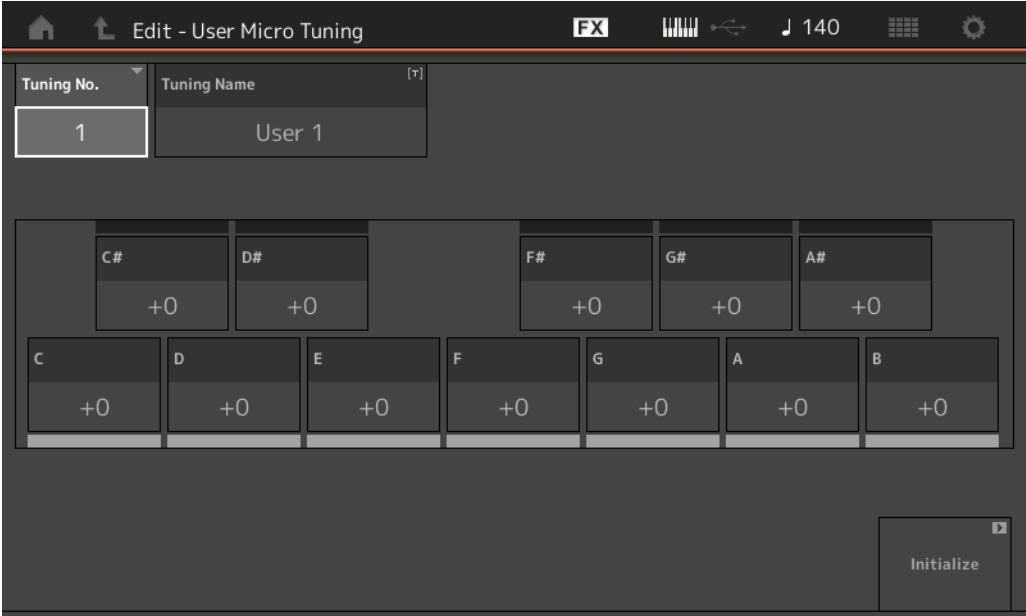 Edit - User Micro Tuning FX ♩ 140
Tuning No. Tuning Name [T]
1 User 1
C# D# F# G# A#
+0 +0 +0 +0 +0
C D E F G A B
+0 +0 +0 +0 +0 +0 +0
Initialize